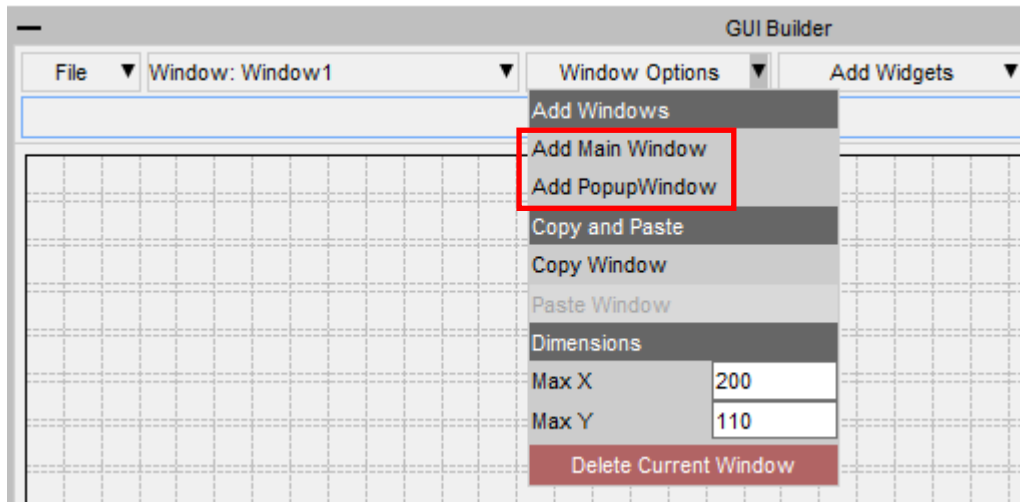 GUI Builder
File ▼ Window: Window1 ▼ Window Options ▼ Add Widgets ▼
Add Windows
Add Main Window
Add PopupWindow
Copy and Paste
Copy Window
Paste Window
Dimensions
Max X 200
Max Y 110
Delete Current Window